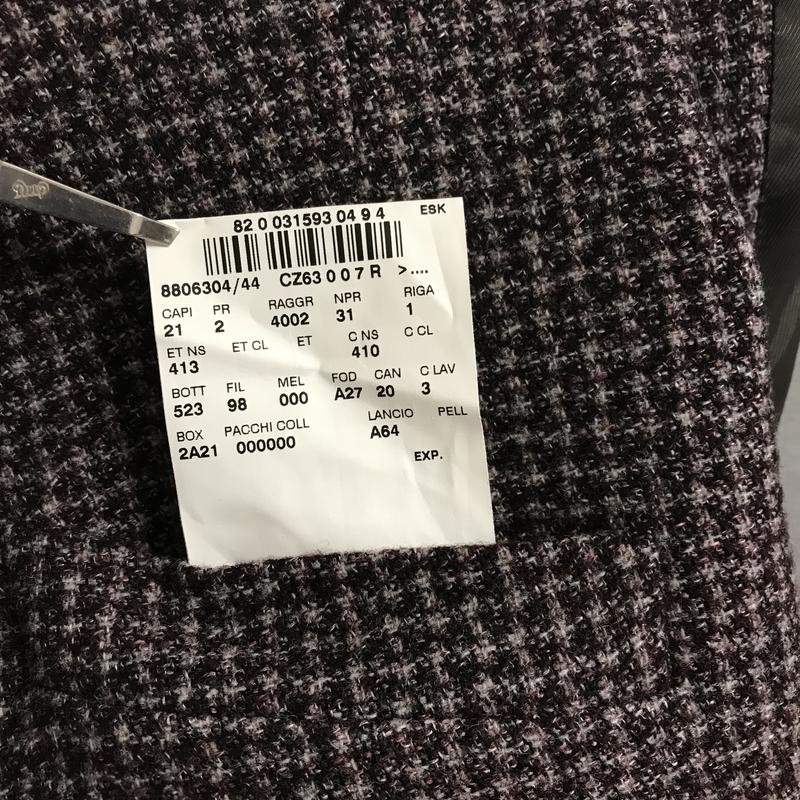 82 0 031593 0 4 9 4 ESK
8806304/44 CZ63 0 0 7 R >....
CAPI PR RAGGR NPR RIGA
21 2 4002 31 1
ET NS ET CL ET C NS C CL
413 410
BOTT FIL MEL FOD CAN C LAV
523 98 000 A27 20 3
BOX PACCHI COLL LANCIO PELL
2A21 000000 A64
EXP.